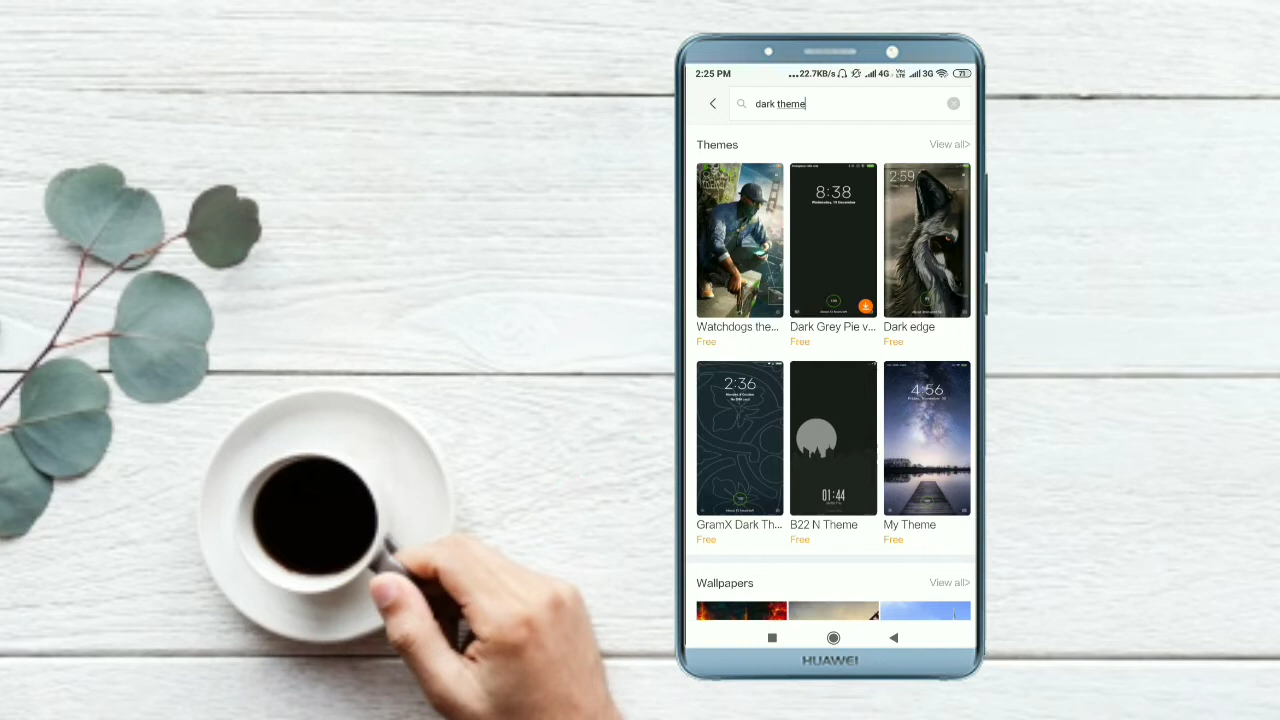 2:25 PM
...22.7KB/s 4G VoLTE 3G 71
dark theme
Themes View all>
8:38
2:59
Watchdogs the... Dark Grey Pie v... Dark edge
Free Free Free
2:36
4:56
01:44
GramX Dark Th... B22 N Theme My Theme
Free Free Free
Wallpapers View all>
HUAWEI